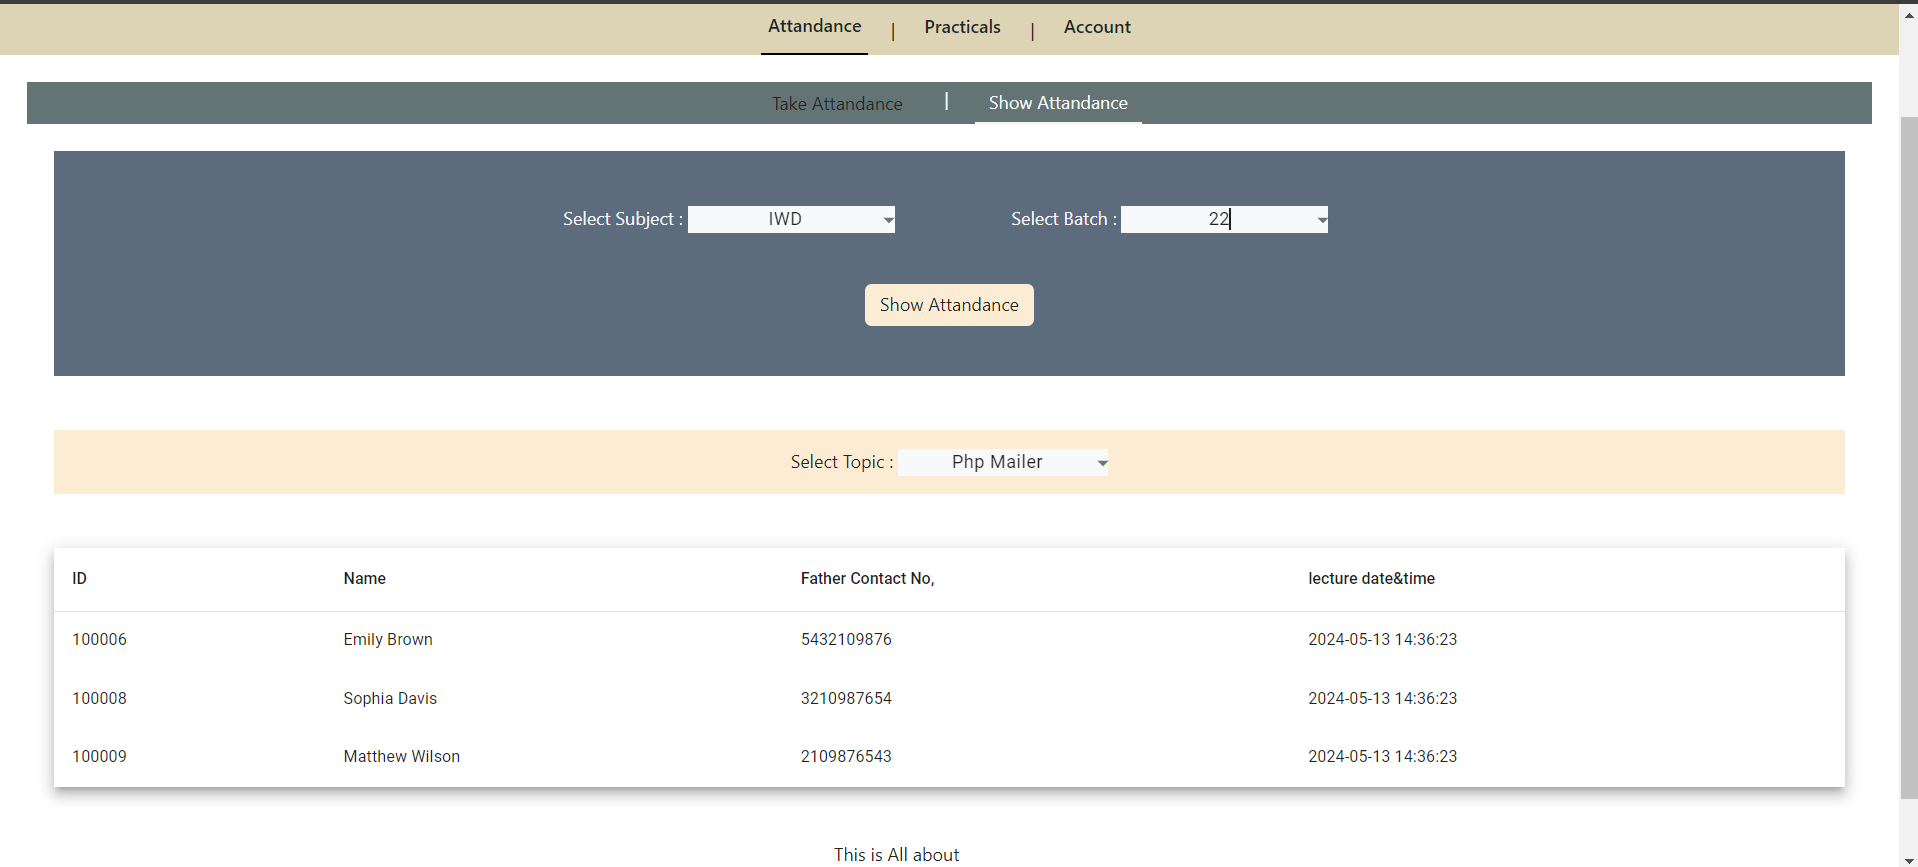 Attandance | Practicals | Account
Take Attandance | Show Attandance
Select Subject : IWD Select Batch : 22
Show Attandance
Select Topic : Php Mailer
ID Name Father Contact No, lecture date&time
100006 Emily Brown 5432109876 2024-05-13 14:36:23
100008 Sophia Davis 3210987654 2024-05-13 14:36:23
100009 Matthew Wilson 2109876543 2024-05-13 14:36:23
This is All about